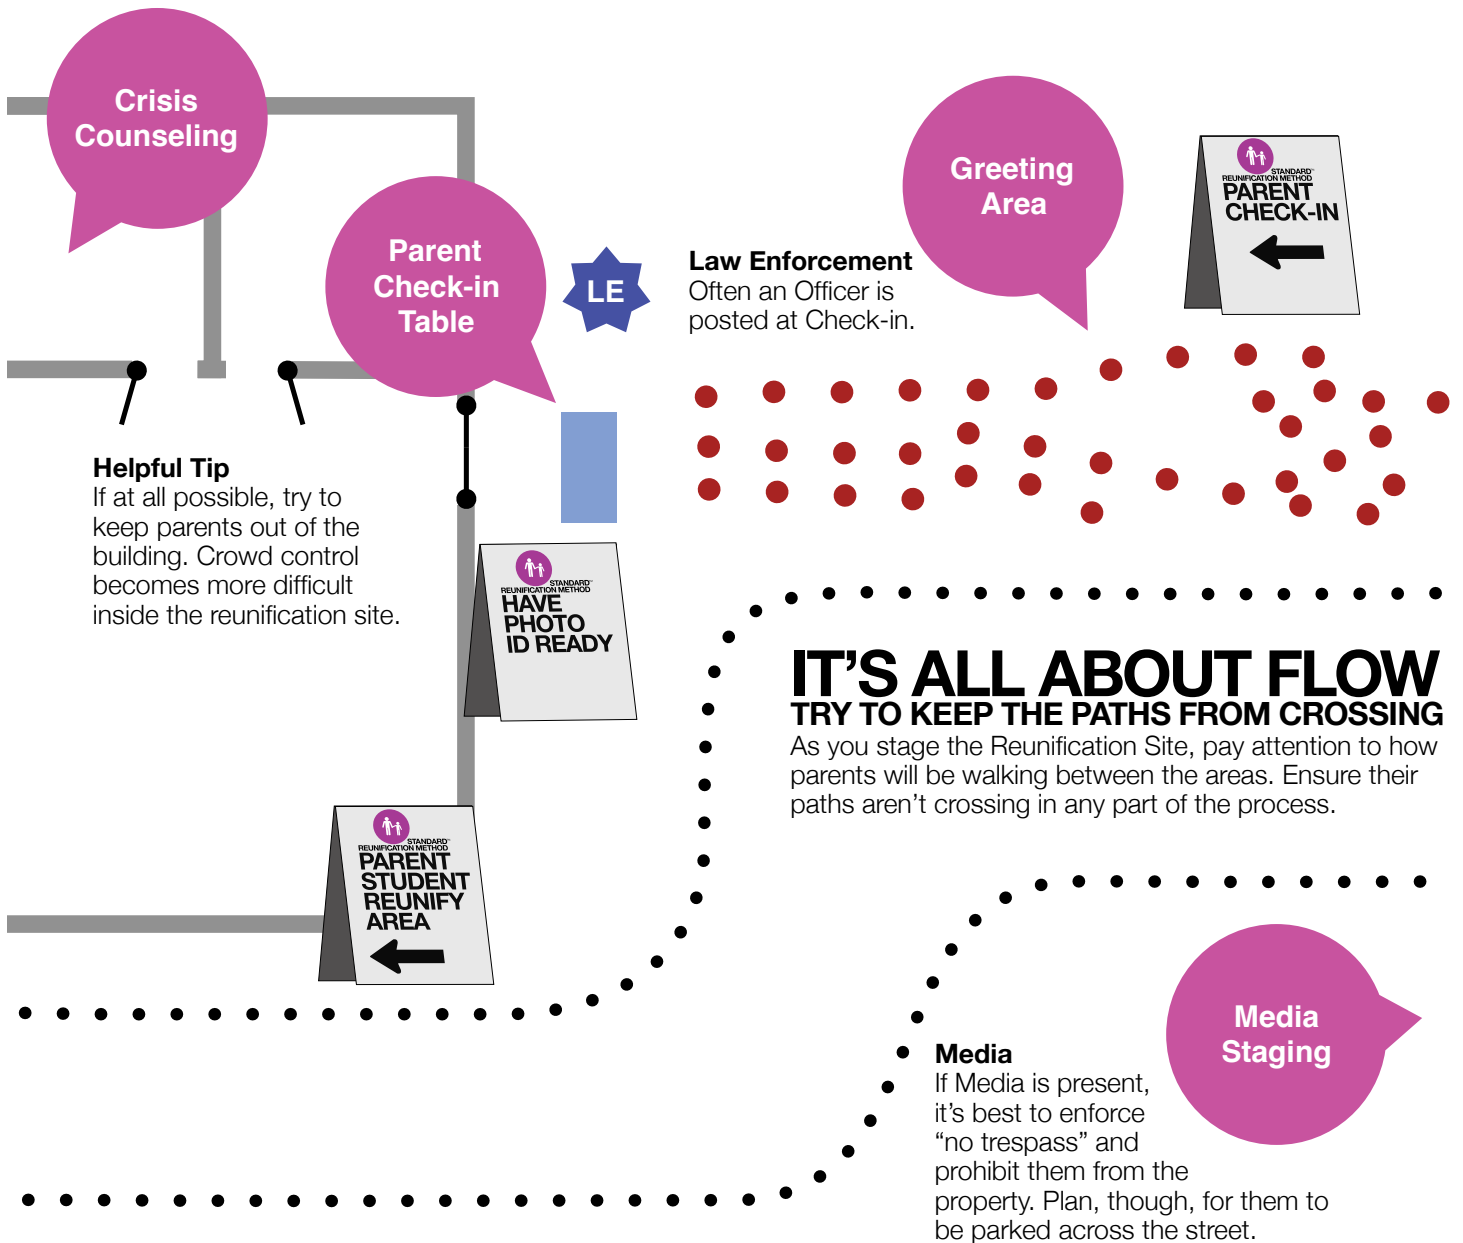 Crisis
Counseling
Parent
Check-in
Table
LE
Law Enforcement
Often an Officer is
posted at Check-in.
Greeting
Area
STANDARD™
REUNIFICATION METHOD
PARENT
CHECK-IN
Helpful Tip
If at all possible, try to
keep parents out of the
building. Crowd control
becomes more difficult
inside the reunification site.
STANDARD™
REUNIFICATION METHOD
HAVE
PHOTO
ID READY
IT’S ALL ABOUT FLOW
TRY TO KEEP THE PATHS FROM CROSSING
As you stage the Reunification Site, pay attention to how
parents will be walking between the areas. Ensure their
paths aren’t crossing in any part of the process.
STANDARD™
REUNIFICATION METHOD
PARENT
STUDENT
REUNIFY
AREA
Media
Staging
Media
If Media is present,
it’s best to enforce
“no trespass” and
prohibit them from the
property. Plan, though, for them to
be parked across the street.